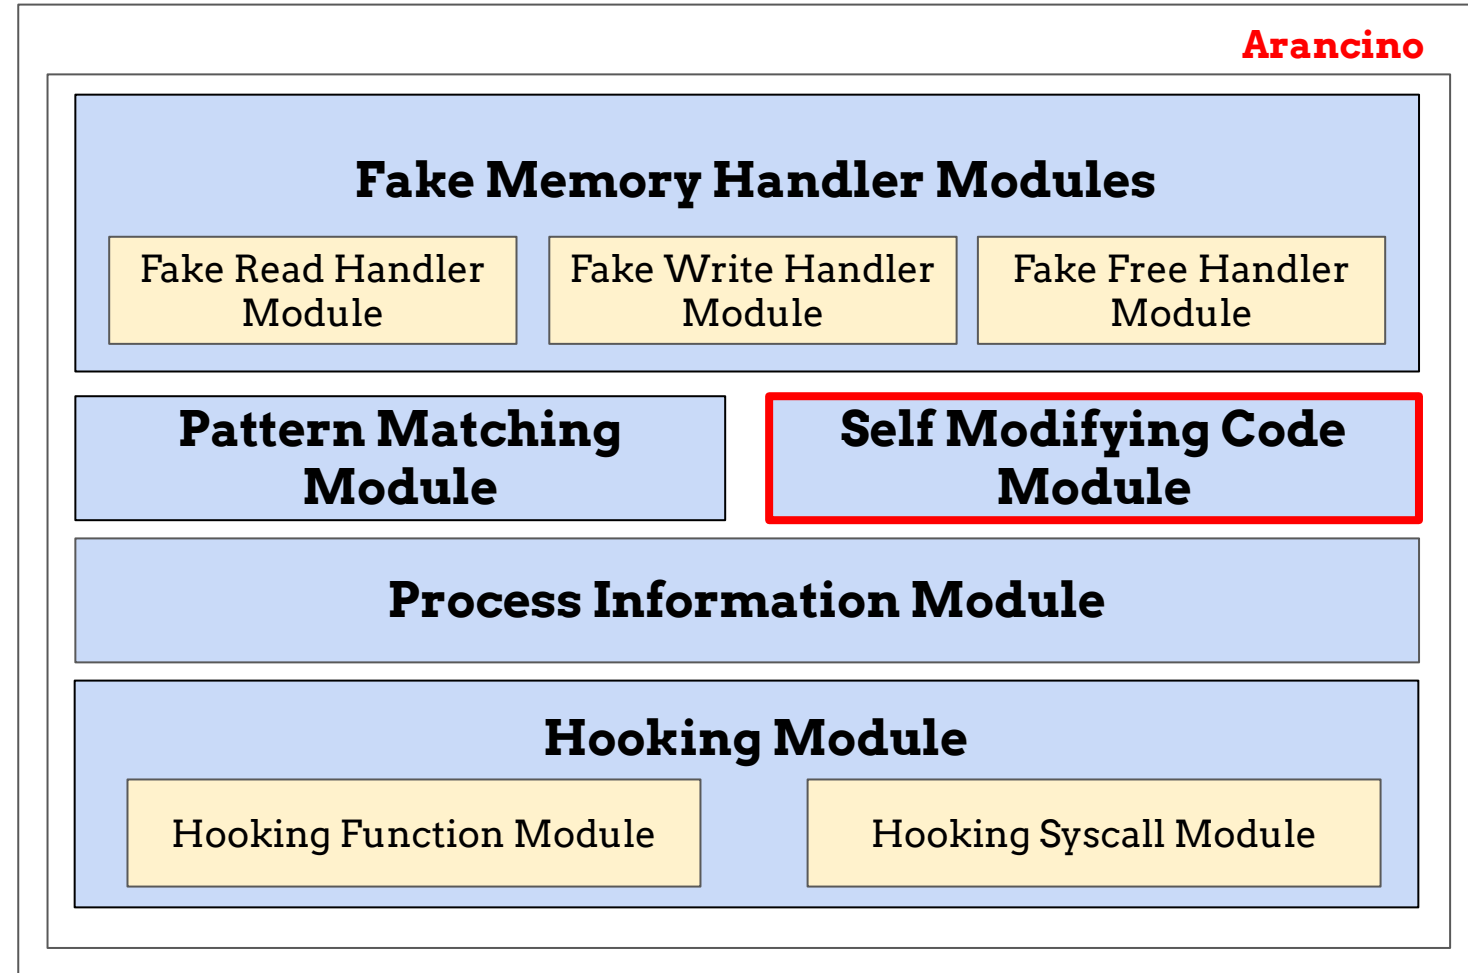 Arancino
Fake Memory Handler Modules
Fake Read Handler
Module
Fake Write Handler
Module
Fake Free Handler
Module
Pattern Matching
Module
Self Modifying Code
Module
Process Information Module
Hooking Module
Hooking Function Module
Hooking Syscall Module